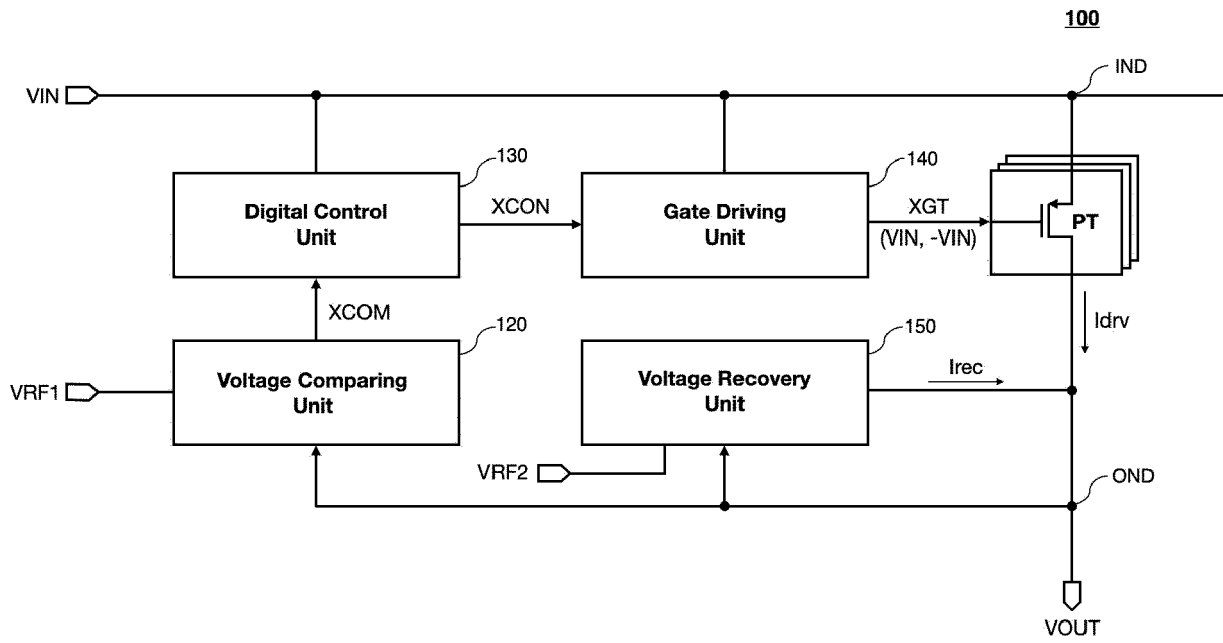 100
IND
VIN
130
140
Digital Control
Unit
XCON
Gate Driving
Unit
XGT
(VIN, -VIN)
PT
XCOM
120
150
Idrv
VRF1
Voltage Comparing
Unit
Voltage Recovery
Unit
Irec
VRF2
OND
VOUT